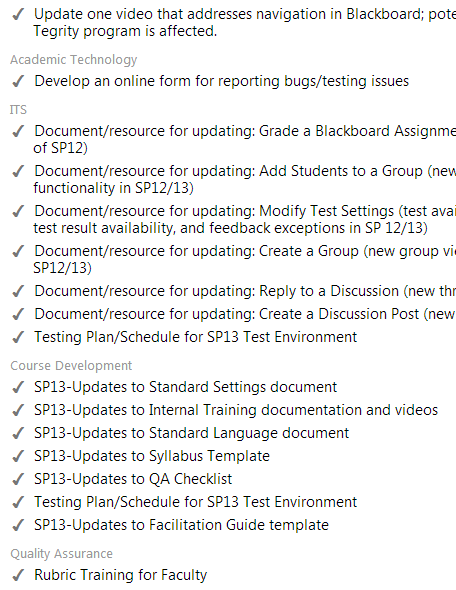 Update one video that addresses navigation in Blackboard;
Tegrity program is affected.
Academic Technology
Develop an online form for reporting bugs/testing issues
ITS
Document/resource for updating: Grade a Blackboard
of SP12)
Document/resource for updating: Add Students to a Group (new
functionality in SP12/13)
Document/resource for updating: Modify Test Settings (test
test result availability, and feedback exceptions in SP 12/13)
Document/resource for updating: Create a Group (new group
SP12/13)
Document/resource for updating: Reply to a Discussion (new
Document/resource for updating: Create a Discussion Post (new
Testing Plan/Schedule for SP13 Test Environment
Course Development
SP13-Updates to Standard Settings document
SP13-Updates to Internal Training documentation and videos
SP13-Updates to Standard Language document
SP13-Updates to Syllabus Template
SP13-Updates to QA Checklist
Testing Plan/Schedule for SP13 Test Environment
SP13-Updates to Facilitation Guide template
Quality Assurance
Rubric Training for Faculty